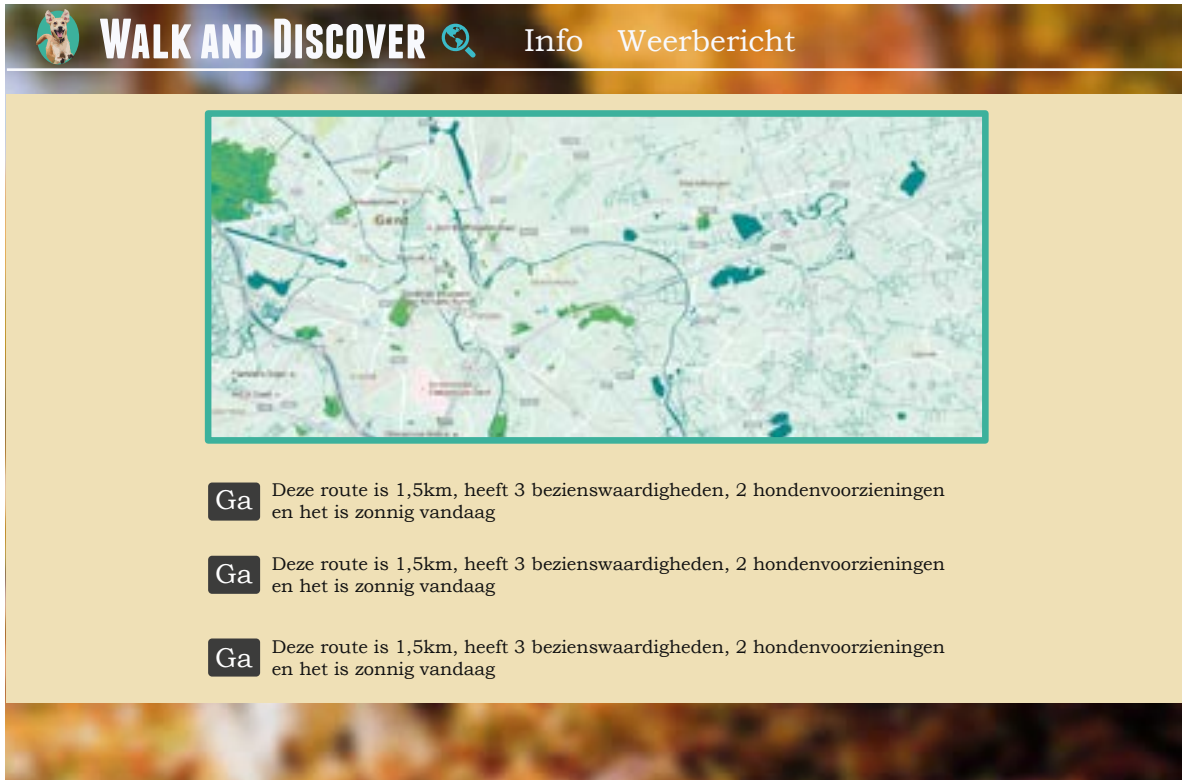 WALK AND DISCOVER
Info
Weerbericht
Gent
Ga
Deze route is 1,5km, heeft 3 bezienswaardigheden, 2 hondenvoorzieningen
en het is zonnig vandaag
Ga
Deze route is 1,5km, heeft 3 bezienswaardigheden, 2 hondenvoorzieningen
en het is zonnig vandaag
Ga
Deze route is 1,5km, heeft 3 bezienswaardigheden, 2 hondenvoorzieningen
en het is zonnig vandaag